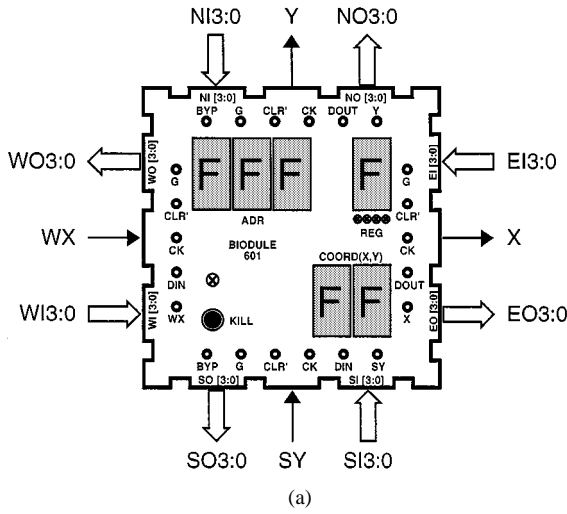 NI3:0 Y NO3:0
NI [3:0] NO [3:0]
BYP G CLR' CK DOUT Y
WO3:0 WO [3:0] F F F F EI [3:0] EI3:0
G G
ADR
CLR' REG CLR'
WX CK BIODULE CK X
601 COORD(X,Y)
DIN F F DOUT
WI3:0 WI [3:0] WX KILL X EO [3:0] EO3:0
BYP G CLR' CK DIN SY
SO [3:0] SI [3:0]
SO3:0 SY SI3:0
(a)